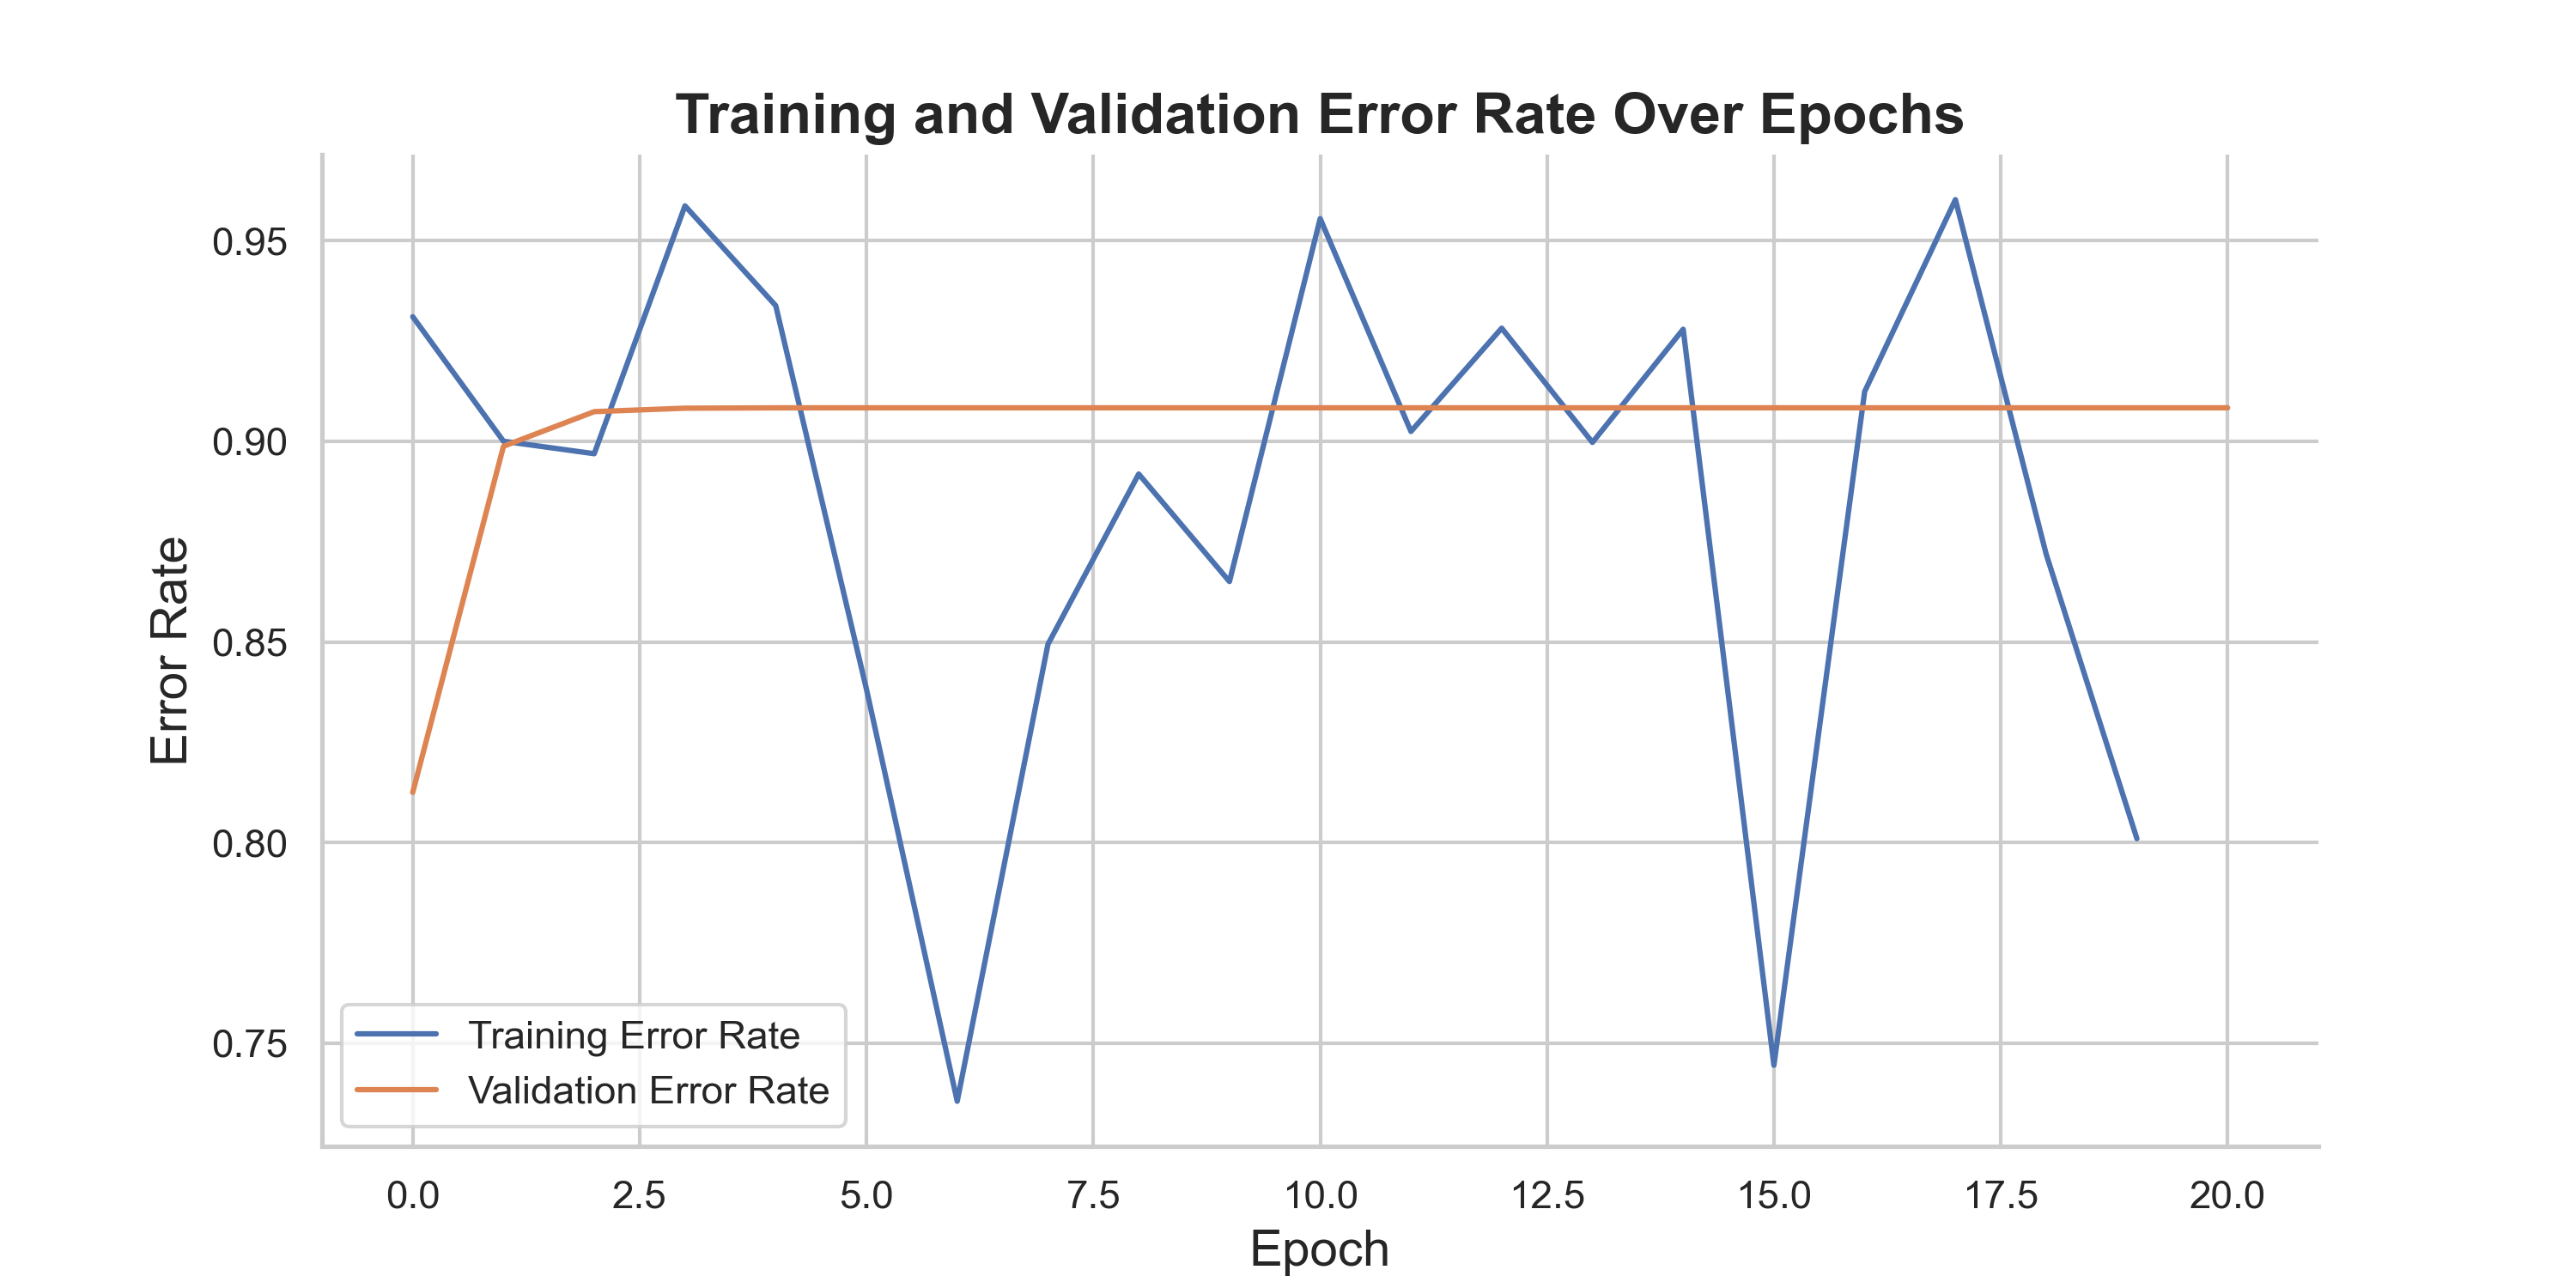 Training and Validation Error Rate Over Epochs
0.95
0.90
0.85
0.80
0.75
Error Rate
Training Error Rate
Validation Error Rate
0.0 2.5 5.0 7.5 10.0 12.5 15.0 17.5 20.0
Epoch